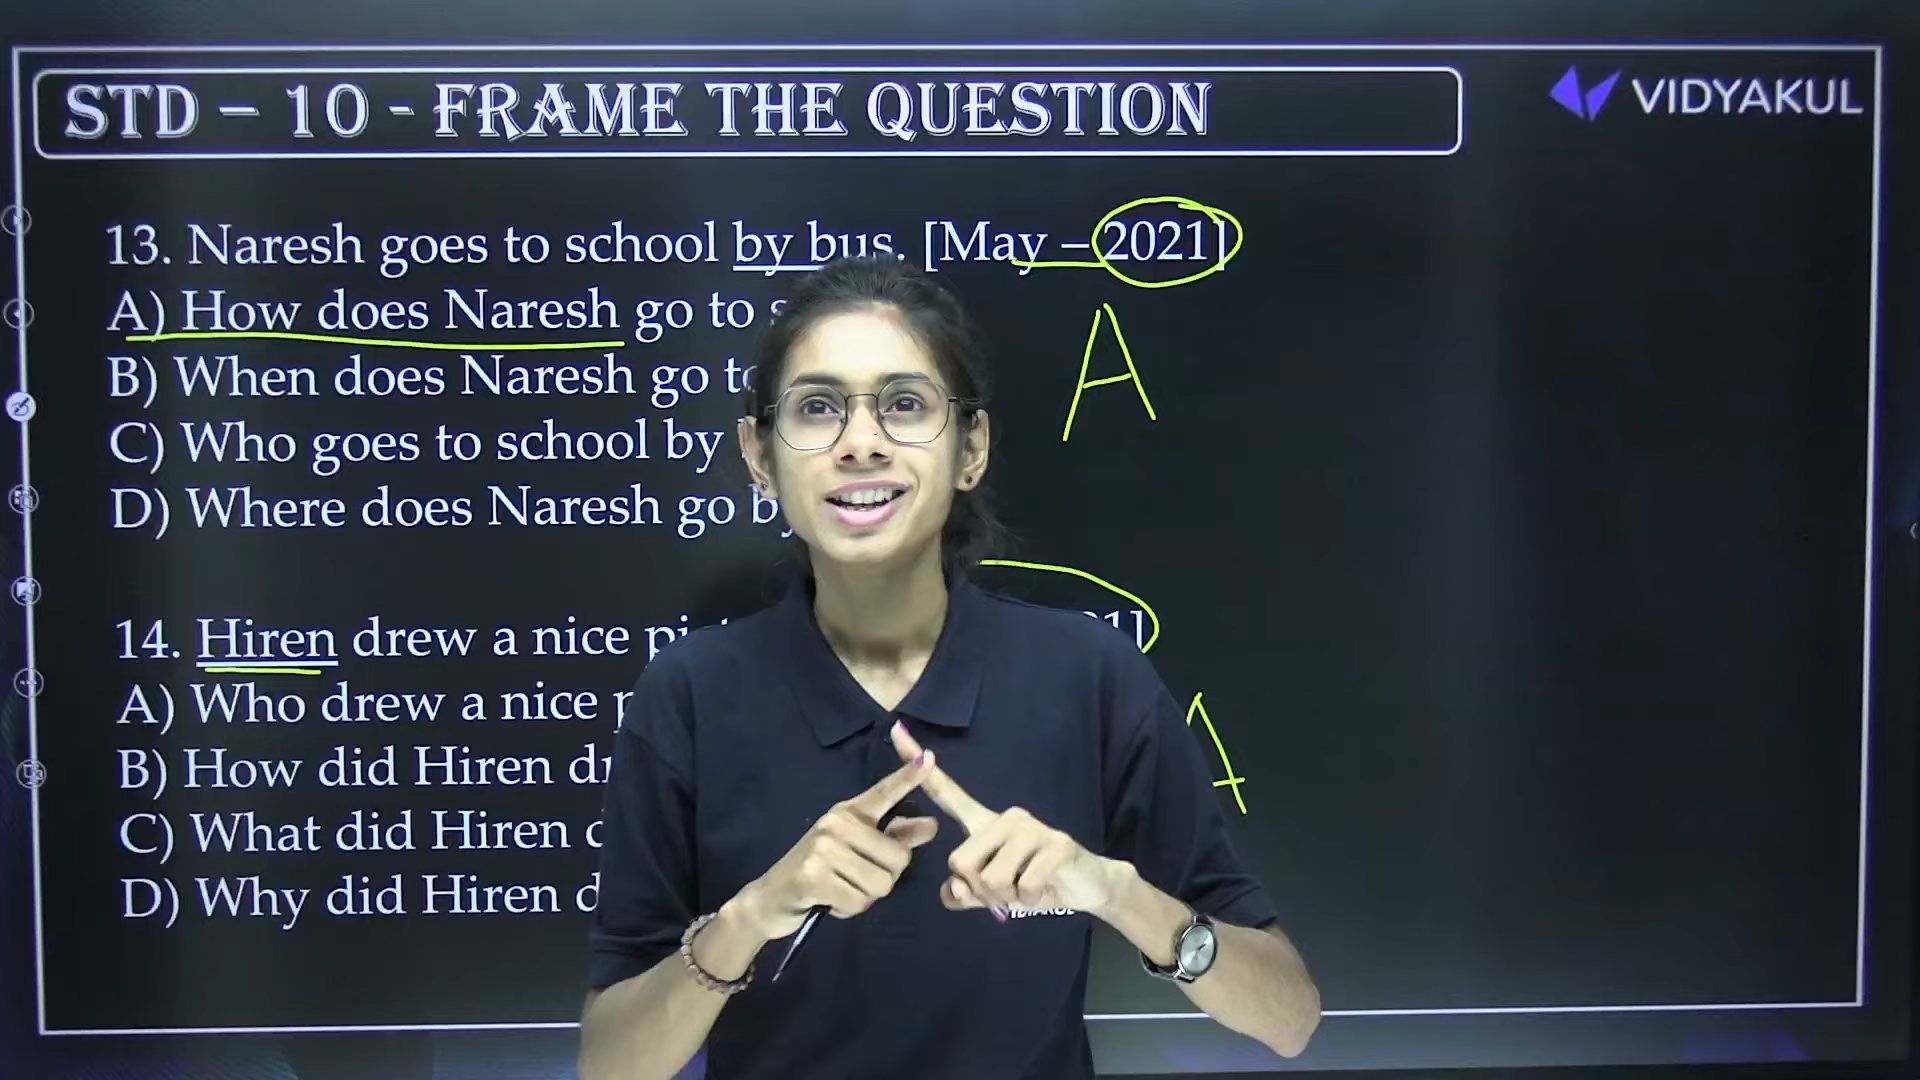 STD – 10 - FRAME THE QUESTION
VIDYAKUL
13. Naresh goes to school by bus. [May – 2021]
A) How does Naresh go to
B) When does Naresh go to
C) Who goes to school by
D) Where does Naresh go by
A
14. Hiren drew a nice
A) Who drew a nice
B) How did Hiren
C) What did Hiren
D) Why did Hiren
A